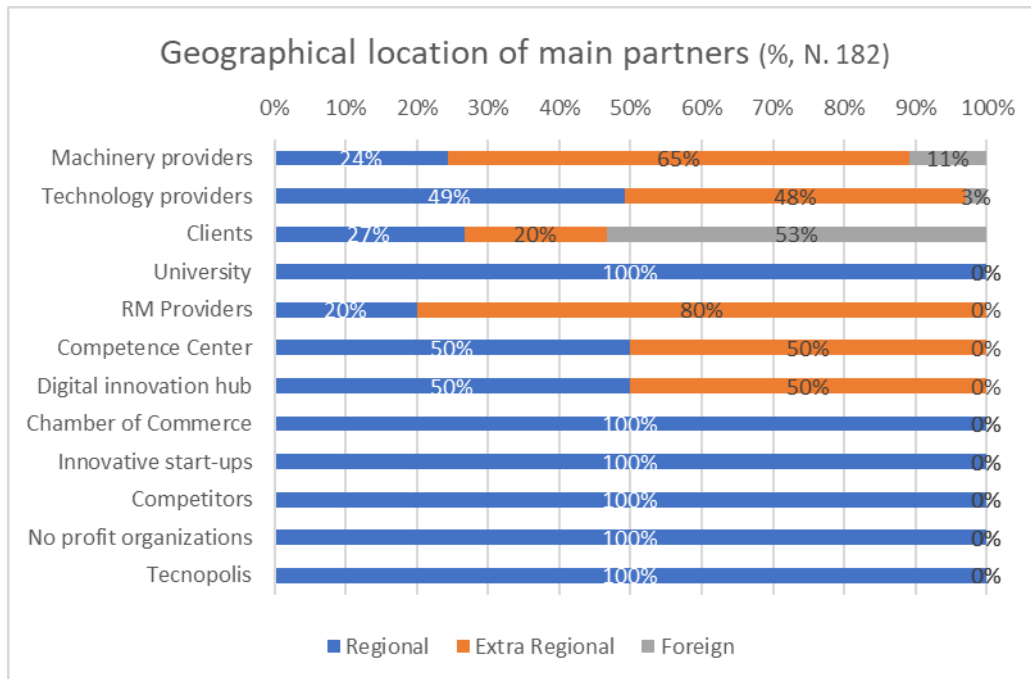 Geographical location of main partners (%, N. 182)
0% 10% 20% 30% 40% 50% 60% 70% 80% 90% 100%
Machinery providers 24% 65% 11%
Technology providers 49% 48% 3%
Clients 27% 20% 53%
University 100% 0%
RM Providers 20% 80% 0%
Competence Center 50% 50% 0%
Digital innovation hub 50% 50% 0%
Chamber of Commerce 100% 0%
Innovative start-ups 100% 0%
Competitors 100% 0%
No profit organizations 100% 0%
Tecnopolis 100% 0%
Regional Extra Regional Foreign